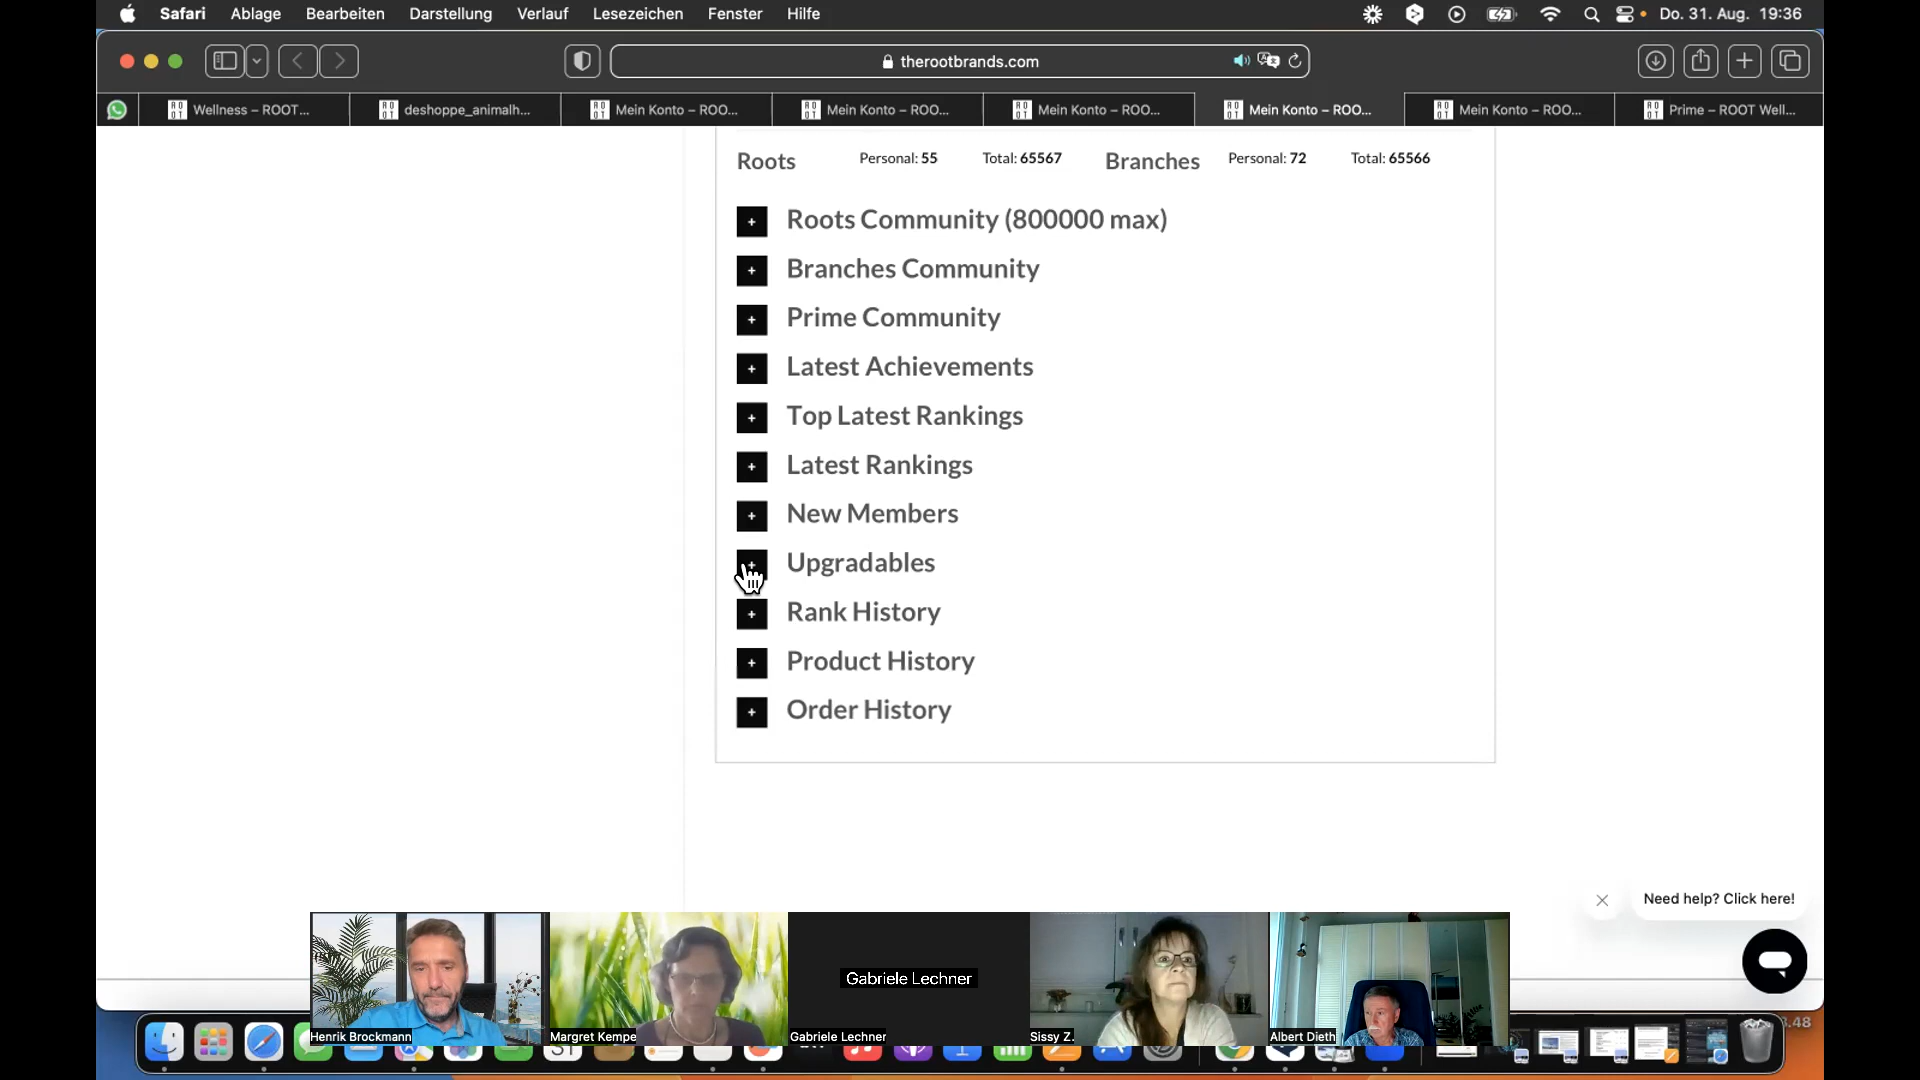 Safari Ablage Bearbeiten Darstellung Verlauf Lesezeichen Fenster Hilfe Do. 31. Aug. 19:36
therootbrands.com
Wellness – ROOT... deshoppe_animalh... Mein Konto – ROO... Mein Konto – ROO... Mein Konto – ROO... Mein Konto – ROO... Mein Konto – ROO... Prime – ROOT Well...
Roots Personal: 55 Total: 65567 Branches Personal: 72 Total: 65566
+ Roots Community (800000 max)
+ Branches Community
+ Prime Community
+ Latest Achievements
+ Top Latest Rankings
+ Latest Rankings
+ New Members
+ Upgradables
+ Rank History
+ Product History
+ Order History
Need help? Click here!
Gabriele Lechner
Henrik Brockmann Margret Kempe Gabriele Lechner Sissy Z. Albert Dieth